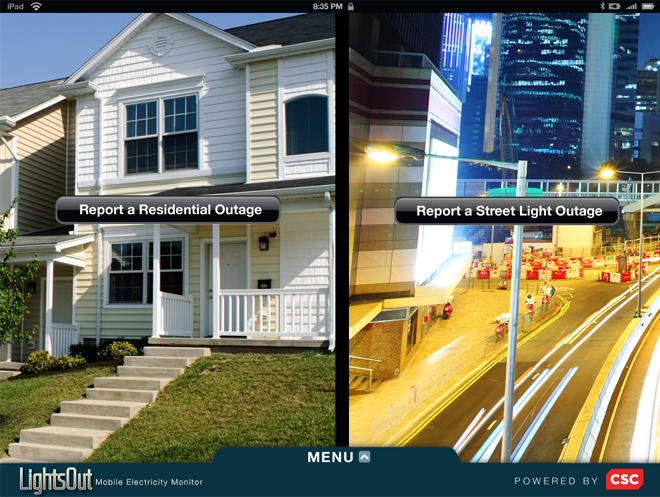 iPad
8:35 PM
Report a Residential Outage
Report a Street Light Outage
MENU
LightsOut Mobile Electricity Monitor
POWERED BY CSC